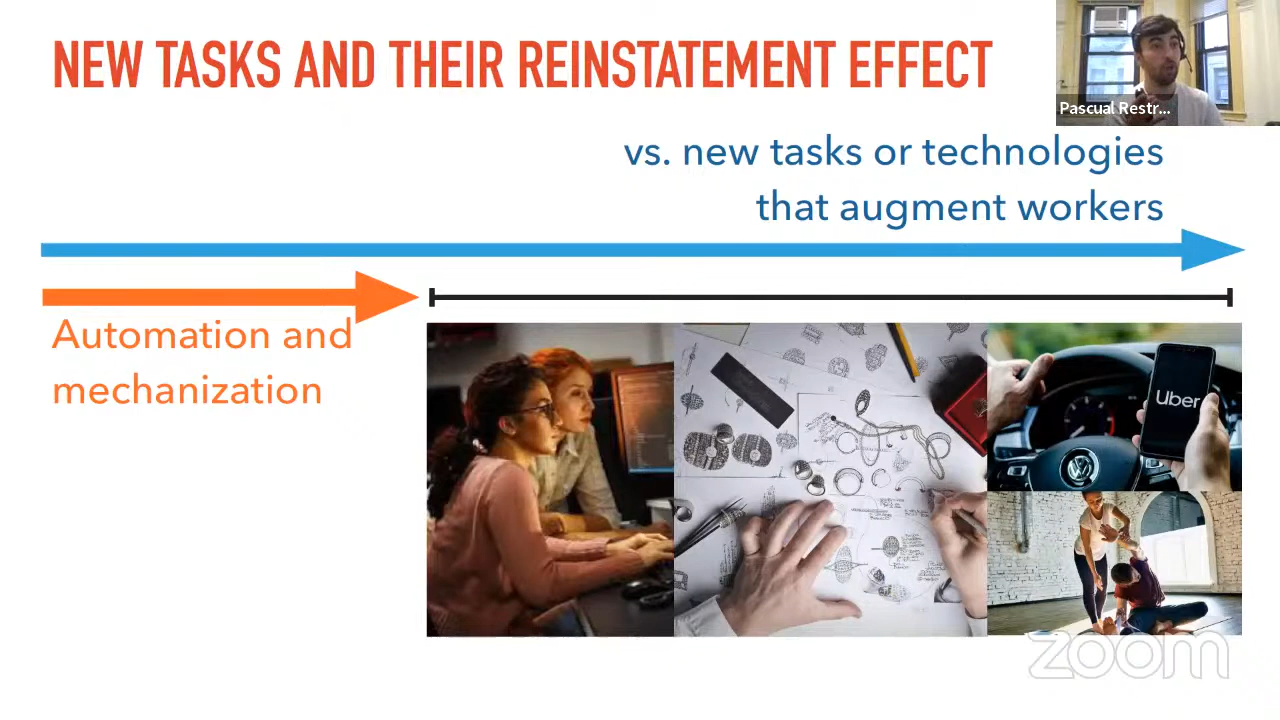 NEW TASKS AND THEIR REINSTATEMENT EFFECT
Pascual Restr...
vs. new tasks or technologies
that augment workers
Automation and
mechanization
Uber
zoom